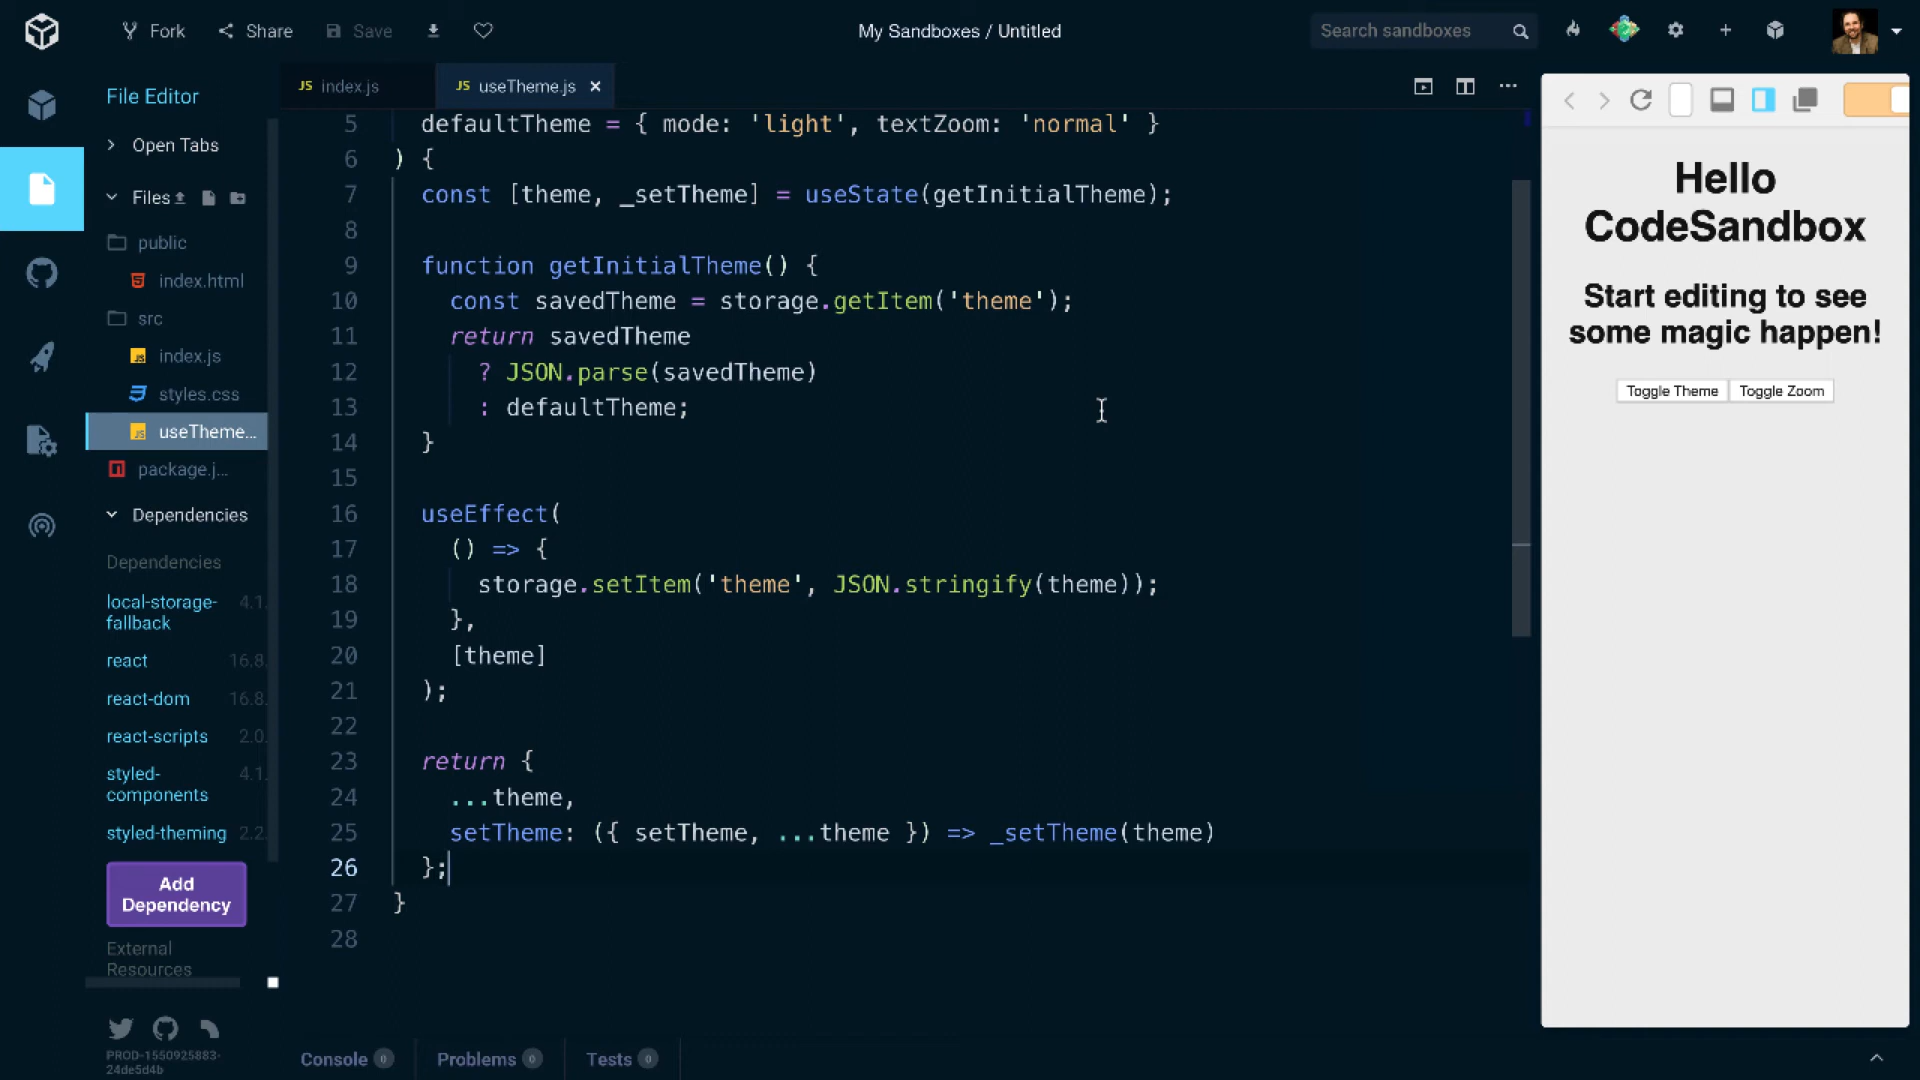 Fork
Share
Save
My Sandboxes / Untitled
Search sandboxes
File Editor
Open Tabs
Files
public
index.html
src
index.js
styles.css
useTheme...
package.j...
Dependencies
Dependencies
local-storage-fallback 4.1.
react 16.8.
react-dom 16.8.
react-scripts 2.0.
styled-components 4.1.
styled-theming 2.2.
Add Dependency
External Resources
PROD-1550925883-24de5d4b
JS index.js
JS useTheme.js
5 defaultTheme = { mode: 'light', textZoom: 'normal' }
6 ) {
7 const [theme, _setTheme] = useState(getInitialTheme);
8
9 function getInitialTheme() {
10 const savedTheme = storage.getItem('theme');
11 return savedTheme
12 ? JSON.parse(savedTheme)
13 : defaultTheme;
14 }
15
16 useEffect(
17 () => {
18 storage.setItem('theme', JSON.stringify(theme));
19 },
20 [theme]
21 );
22
23 return {
24 ...theme,
25 setTheme: ({ setTheme, ...theme }) => _setTheme(theme)
26 };
27 }
28
Console 0
Problems 0
Tests 0
Hello
CodeSandbox
Start editing to see
some magic happen!
Toggle Theme
Toggle Zoom